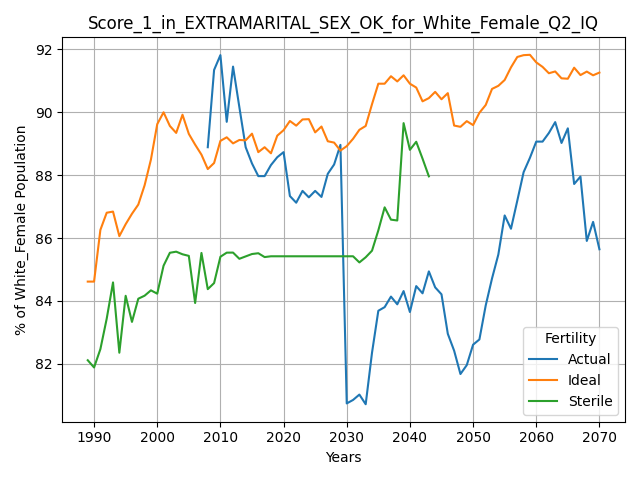 Score_1_in_EXTRAMARITAL_SEX_OK_for_White_Female_Q2_IQ
% of White_Female Population
92
90
88
86
84
82
Fertility
Actual
Ideal
Sterile
1990 2000 2010 2020 2030 2040 2050 2060 2070
Years